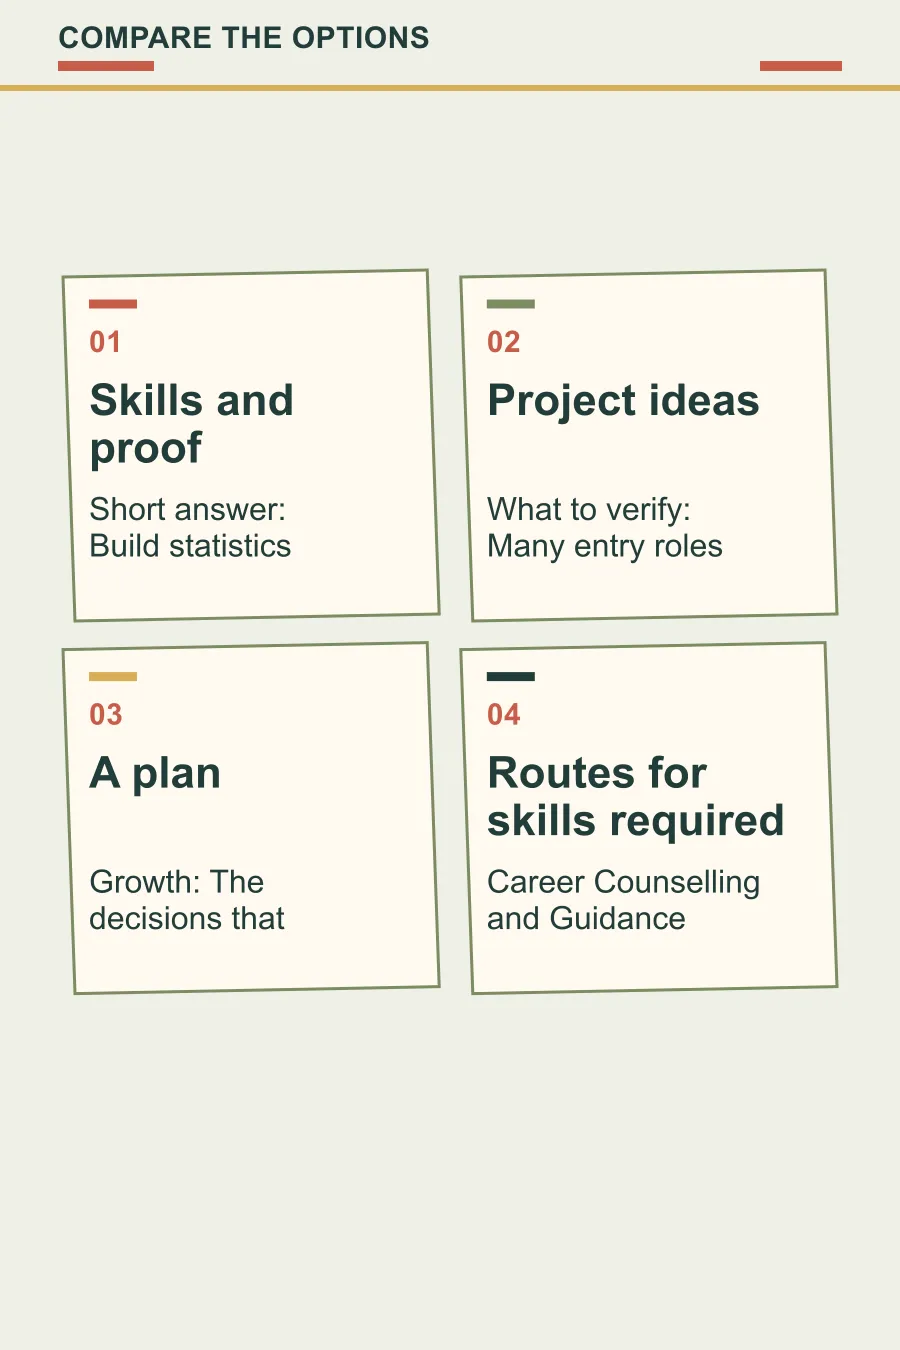 COMPARE THE OPTIONS
01
Skills and
proof
Short answer:
Build statistics
02
Project ideas
What to verify:
Many entry roles
03
A plan
Growth: The
decisions that
04
Routes for
skills required
Career Counselling
and Guidance